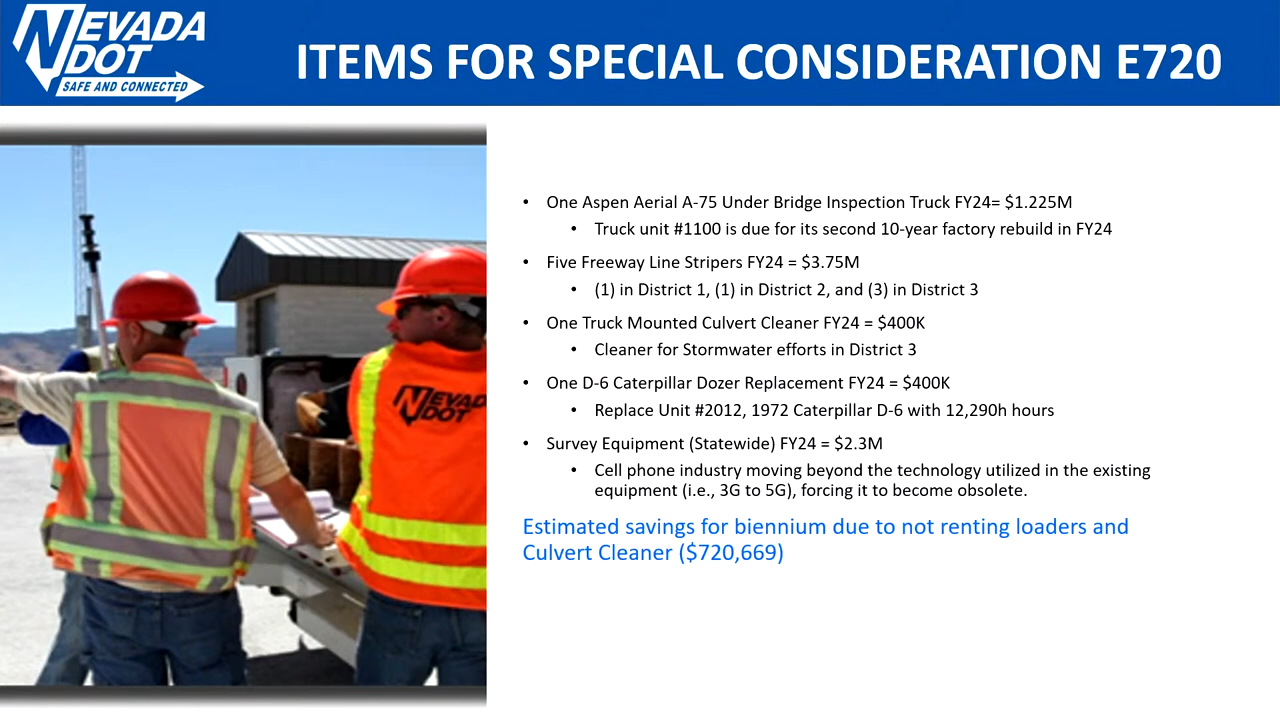 NEVADA
DOT
SAFE AND CONNECTED
ITEMS FOR SPECIAL CONSIDERATION E720
NEVADA
DOT
• One Aspen Aerial A-75 Under Bridge Inspection Truck FY24= $1.225M
• Truck unit #1100 is due for its second 10-year factory rebuild in FY24
• Five Freeway Line Stripers FY24 = $3.75M
• (1) in District 1, (1) in District 2, and (3) in District 3
• One Truck Mounted Culvert Cleaner FY24 = $400K
• Cleaner for Stormwater efforts in District 3
• One D-6 Caterpillar Dozer Replacement FY24 = $400K
• Replace Unit #2012, 1972 Caterpillar D-6 with 12,290h hours
• Survey Equipment (Statewide) FY24 = $2.3M
• Cell phone industry moving beyond the technology utilized in the existing
equipment (i.e., 3G to 5G), forcing it to become obsolete.
Estimated savings for biennium due to not renting loaders and
Culvert Cleaner ($720,669)